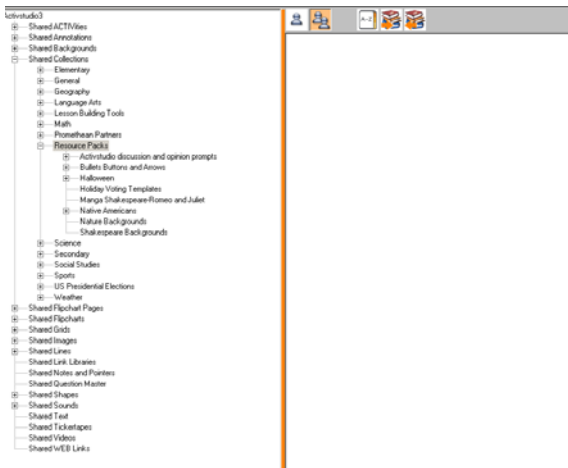 Activstudio3
Shared ACTIVities
Shared Annotations
Shared Backgrounds
Shared Collections
Elementary
General
Geography
Language Arts
Lesson Building Tools
Math
Promethean Partners
Resource Packs
Activstudio discussion and opinion prompts
Bullets Buttons and Arrows
Halloween
Holiday Voting Templates
Manga Shakespeare-Romeo and Juliet
Native Americans
Nature Backgrounds
Shakespeare Backgrounds
Science
Secondary
Social Studies
Sports
US Presidential Elections
Weather
Shared Flipchart Pages
Shared Flipcharts
Shared Grids
Shared Images
Shared Lines
Shared Link Libraries
Shared Notes and Pointers
Shared Question Master
Shared Shapes
Shared Sounds
Shared Text
Shared Tickertapes
Shared Videos
Shared WEB Links
A-Z